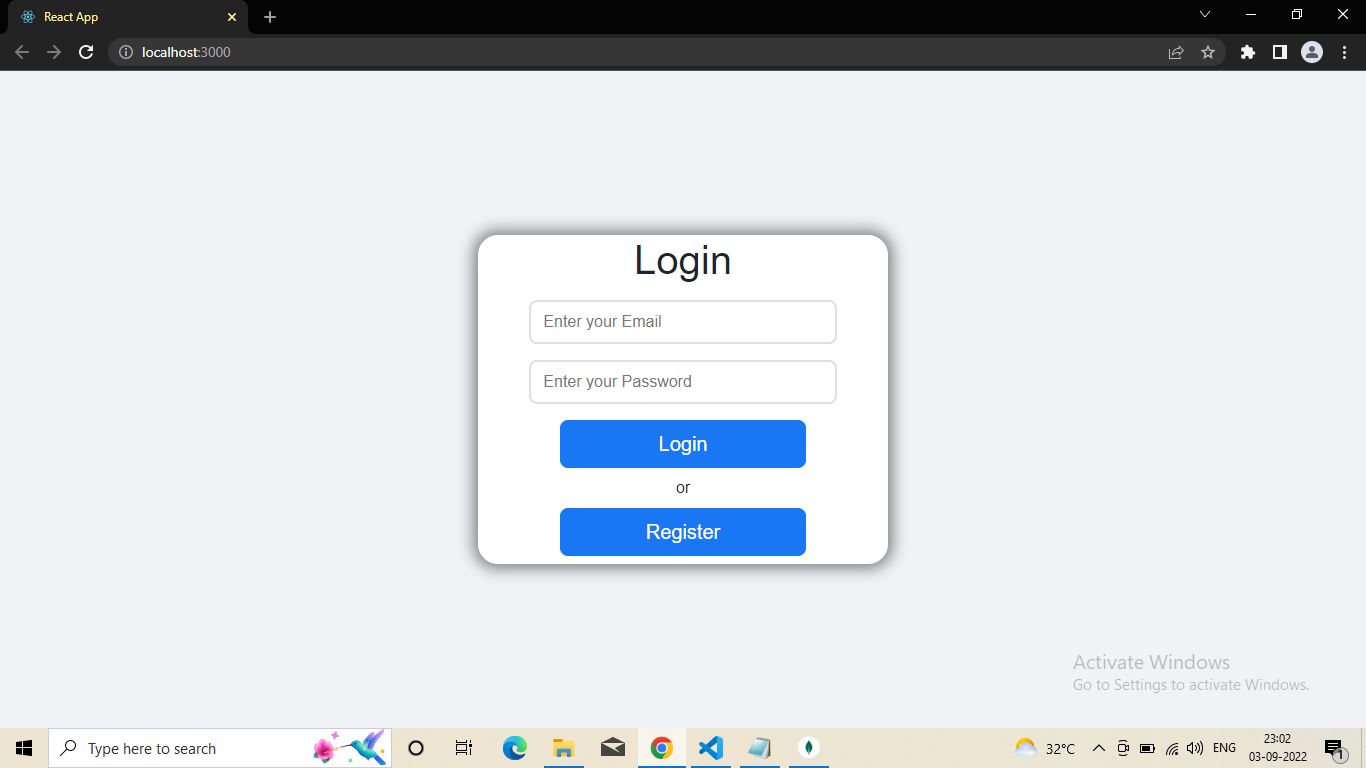 React App
localhost:3000
Login
Enter your Email
Enter your Password
Login
or
Register
Activate Windows
Go to Settings to activate Windows.
Type here to search
32°C
ENG
23:02
03-09-2022
1